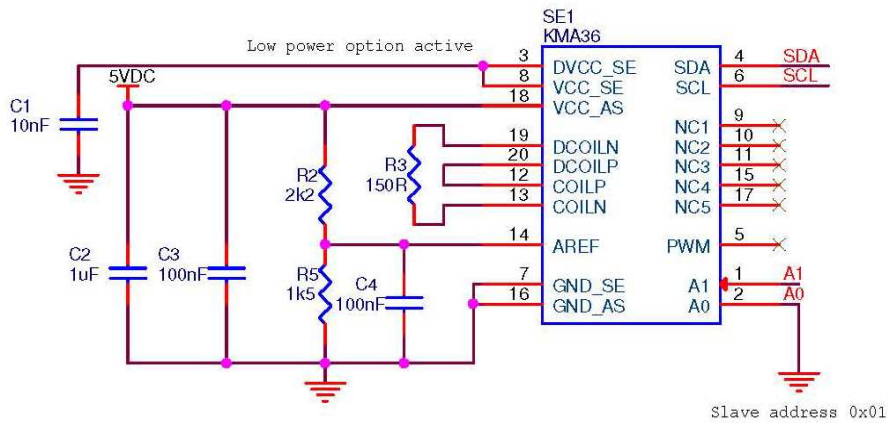 SE1
KMA36
Low power option active
5VDC
C1
10nF
3 DVCC_SE SDA 4 SDA
8 VCC_SE SCL 6 SCL
18 VCC_AS
NC1 9
19 DCOILN NC2 10
20 DCOILP NC3 11
12 COILP NC4 15
13 COILN NC5 17
R3
150R
R2
2k2
14 AREF PWM 5
C2
1uF
C3
100nF
R5
1k5
C4
100nF
7 GND_SE A1 1 A1
16 GND_AS A0 2 A0
Slave address 0x01